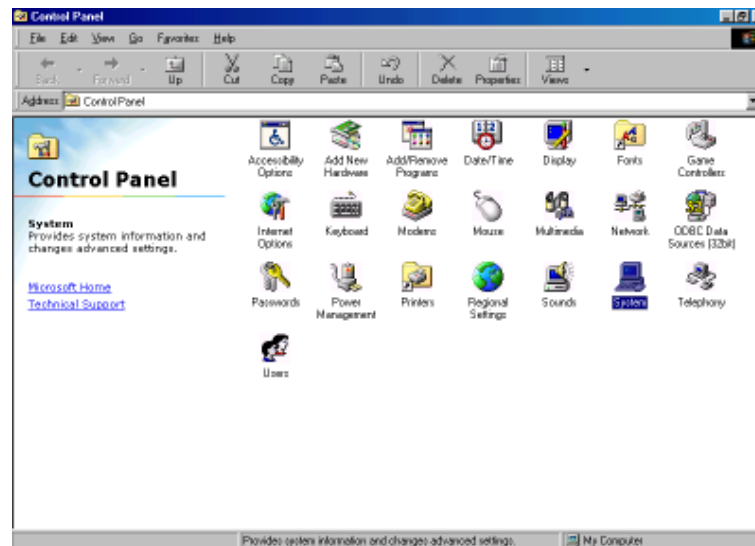 Control Panel
File Edit View Go Favorites Help
Back Forward Up Cut Copy Paste Undo Delete Properties Views
Address Control Panel
Control Panel
System
Provides system information and
changes advanced settings.
Microsoft Home
Technical Support
Accessibility
Options
Add New
Hardware
Add/Remove
Programs
Date/Time
Display
Fonts
Game
Controllers
Internet
Options
Keyboard
Modems
Mouse
Multimedia
Network
ODBC Data
Sources (32bit)
Passwords
Power
Management
Printers
Regional
Settings
Sounds
System
Telephony
Users
Provides system information and changes advanced settings.
My Computer